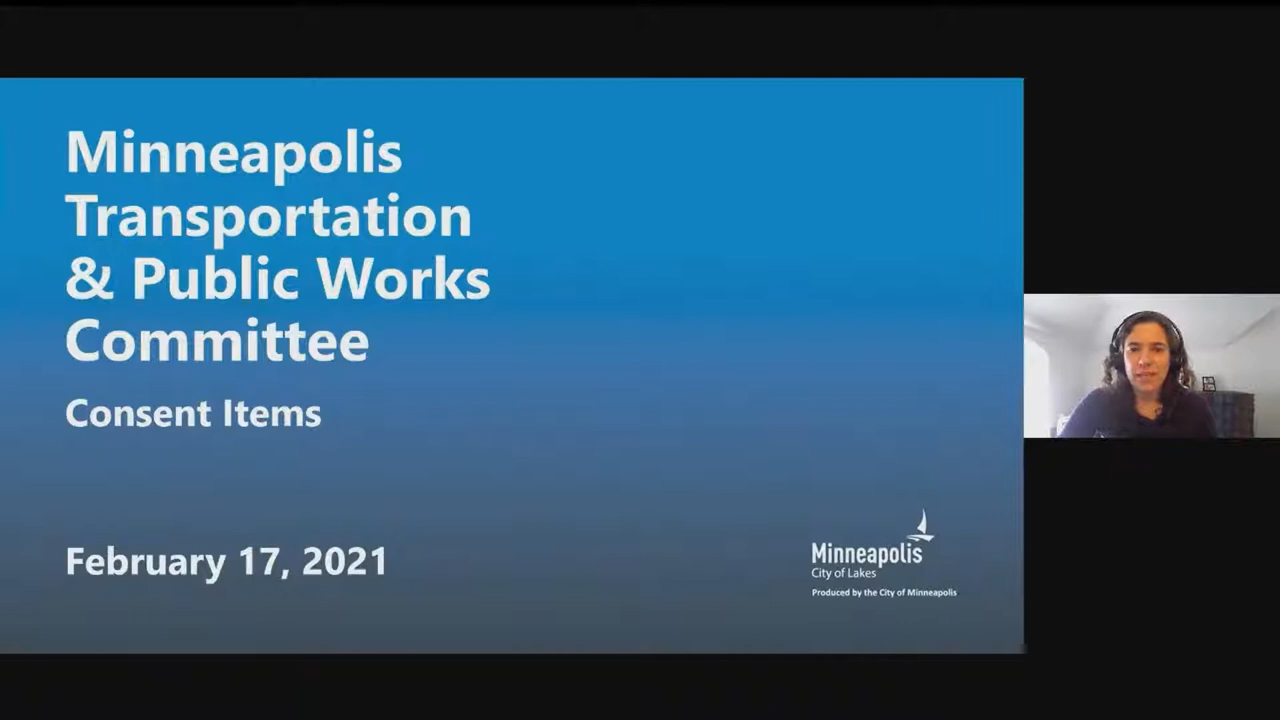 Minneapolis
Transportation
& Public Works
Committee
Consent Items
February 17, 2021
Minneapolis
City of Lakes
Produced by the City of Minneapolis